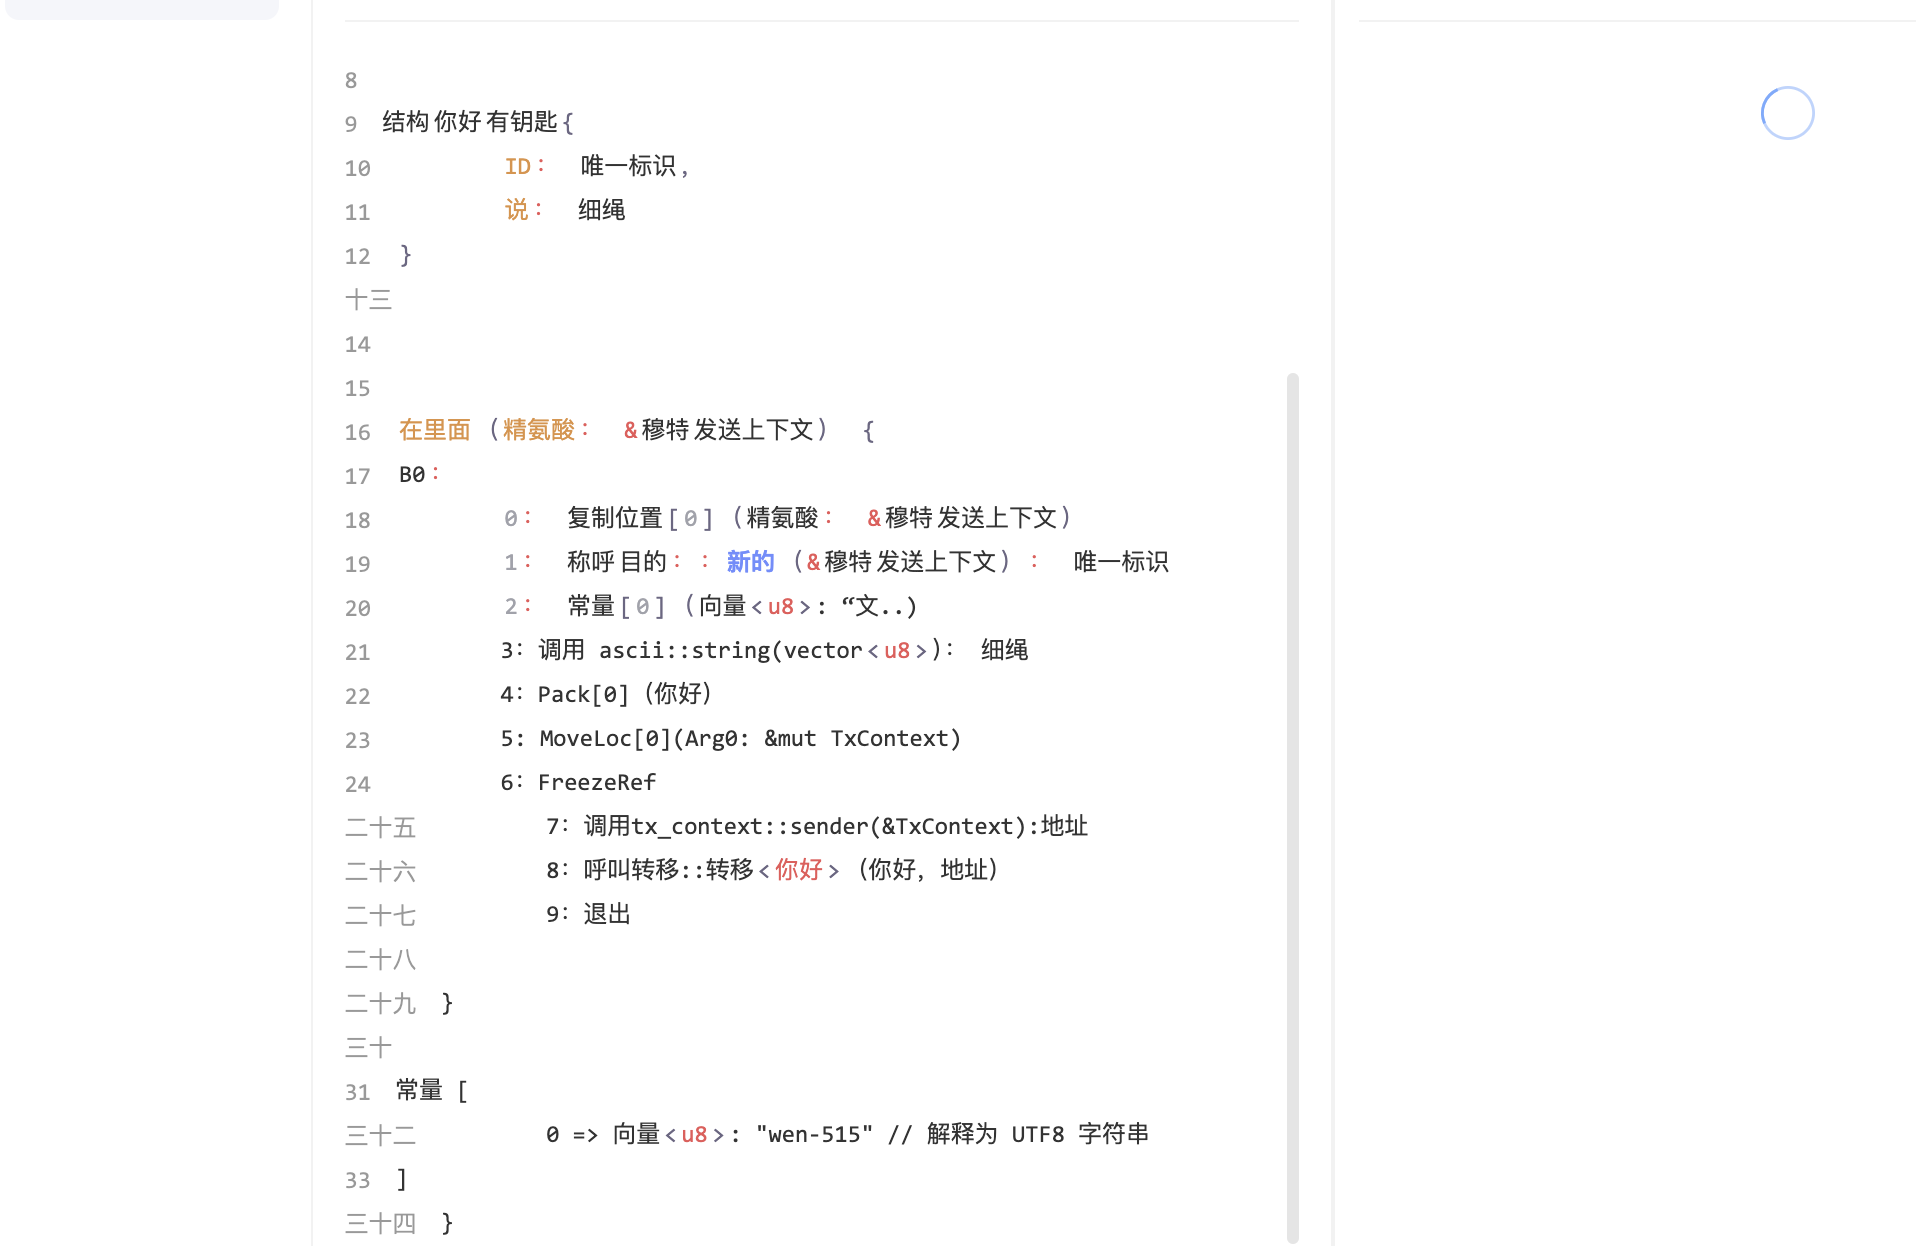 8
9 结构 你好 有钥匙 {
10 ID： 唯一标识，
11 说： 细绳
12 }
十三
14
15
16 在里面 （精氨酸： &穆特 发送上下文） {
17 B0：
18 0： 复制位置[0]（精氨酸： &穆特 发送上下文）
19 1： 称呼 目的：：新的（&穆特 发送上下文）： 唯一标识
20 2： 常量[0]（向量<u8>: “文..)
21 3：调用 ascii::string(vector<u8>)： 细绳
22 4：Pack[0]（你好）
23 5: MoveLoc[0](Arg0: &mut TxContext)
24 6：FreezeRef
二十五 7：调用tx_context::sender(&TxContext):地址
二十六 8：呼叫转移::转移<你好>（你好，地址）
二十七 9：退出
二十八
二十九 }
三十
31 常量 [
三十二 0 => 向量<u8>: "wen-515" // 解释为 UTF8 字符串
33 ]
三十四 }